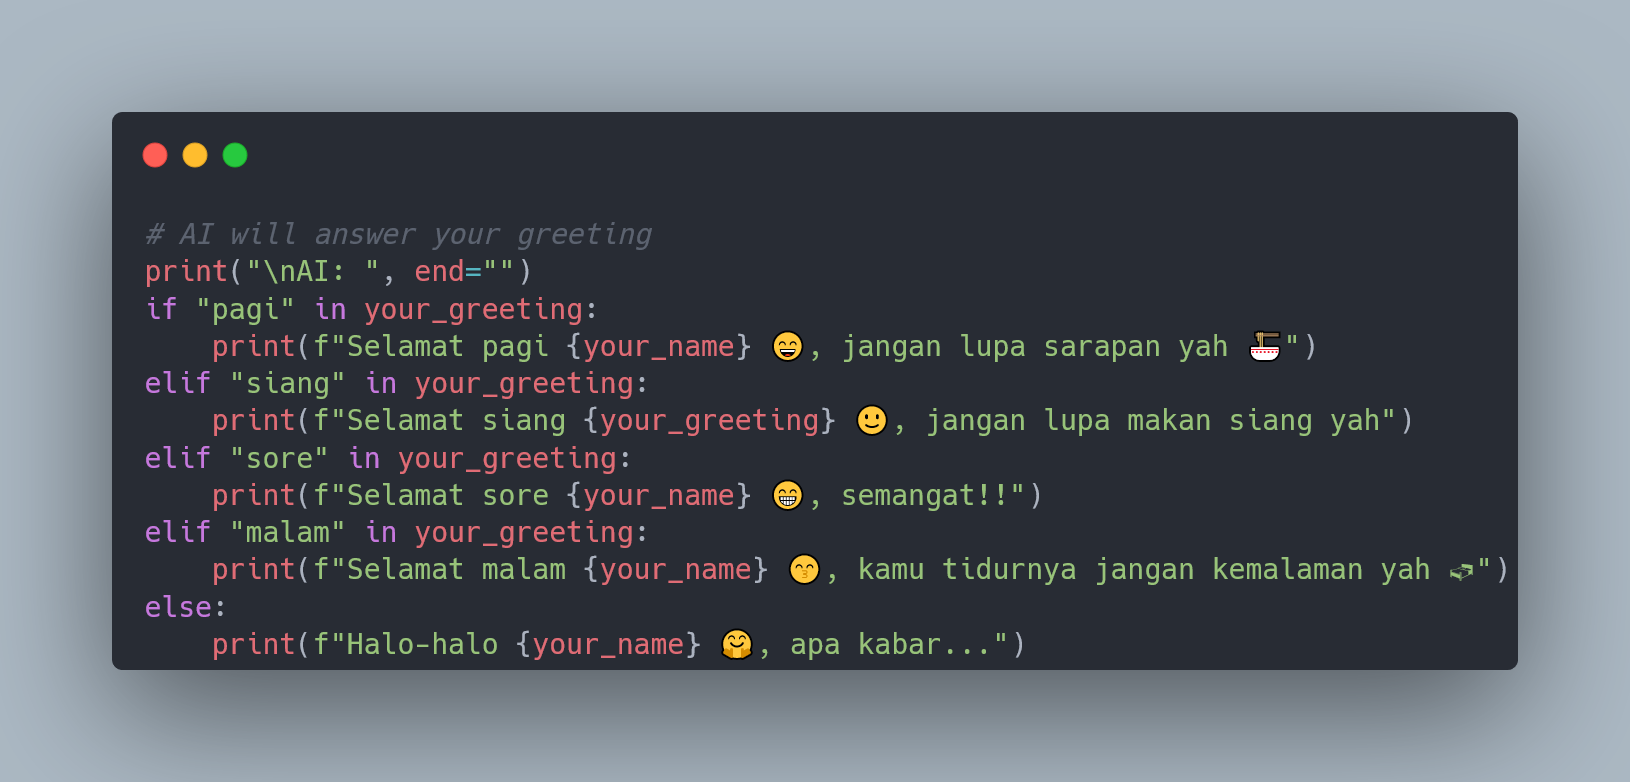 # AI will answer your greeting
print("\nAI: ", end="")
if "pagi" in your_greeting:
    print(f"Selamat pagi {your_name} 😄, jangan lupa sarapan yah 🍜")
elif "siang" in your_greeting:
    print(f"Selamat siang {your_greeting} 🙂, jangan lupa makan siang yah")
elif "sore" in your_greeting:
    print(f"Selamat sore {your_name} 😁, semangat!!")
elif "malam" in your_greeting:
    print(f"Selamat malam {your_name} 😙, kamu tidurnya jangan kemalaman yah 🛏")
else:
    print(f"Halo-halo {your_name} 🤗, apa kabar...")